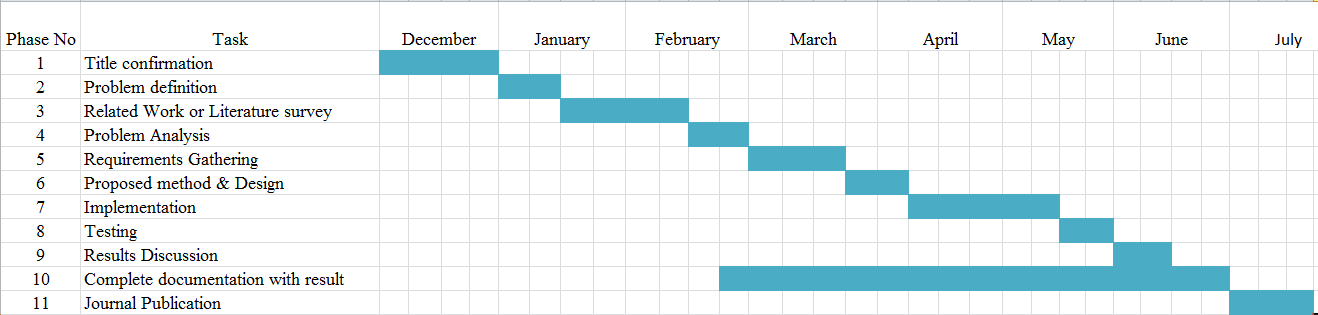 Phase No Task December January February March April May June July
1 Title confirmation
2 Problem definition
3 Related Work or Literature survey
4 Problem Analysis
5 Requirements Gathering
6 Proposed method & Design
7 Implementation
8 Testing
9 Results Discussion
10 Complete documentation with result
11 Journal Publication